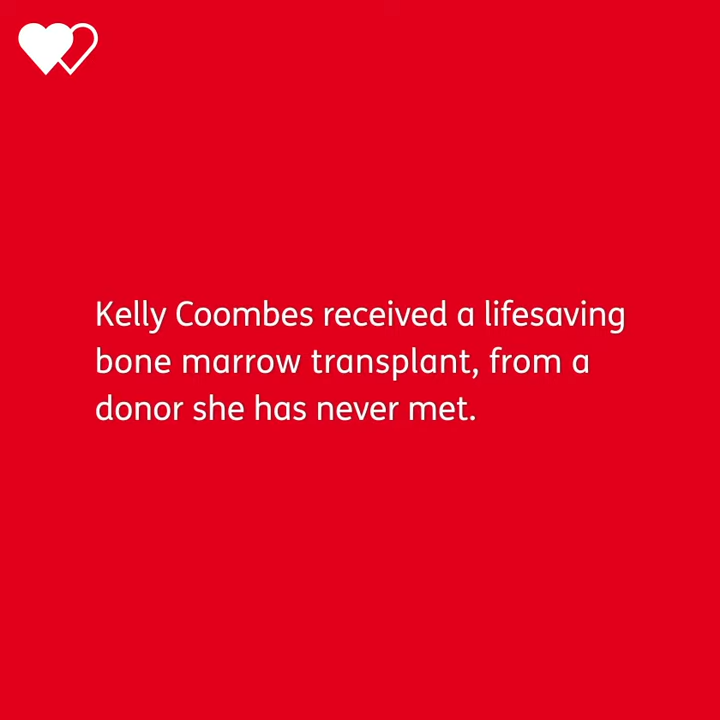 Kelly Coombes received a lifesaving
bone marrow transplant, from a
donor she has never met.